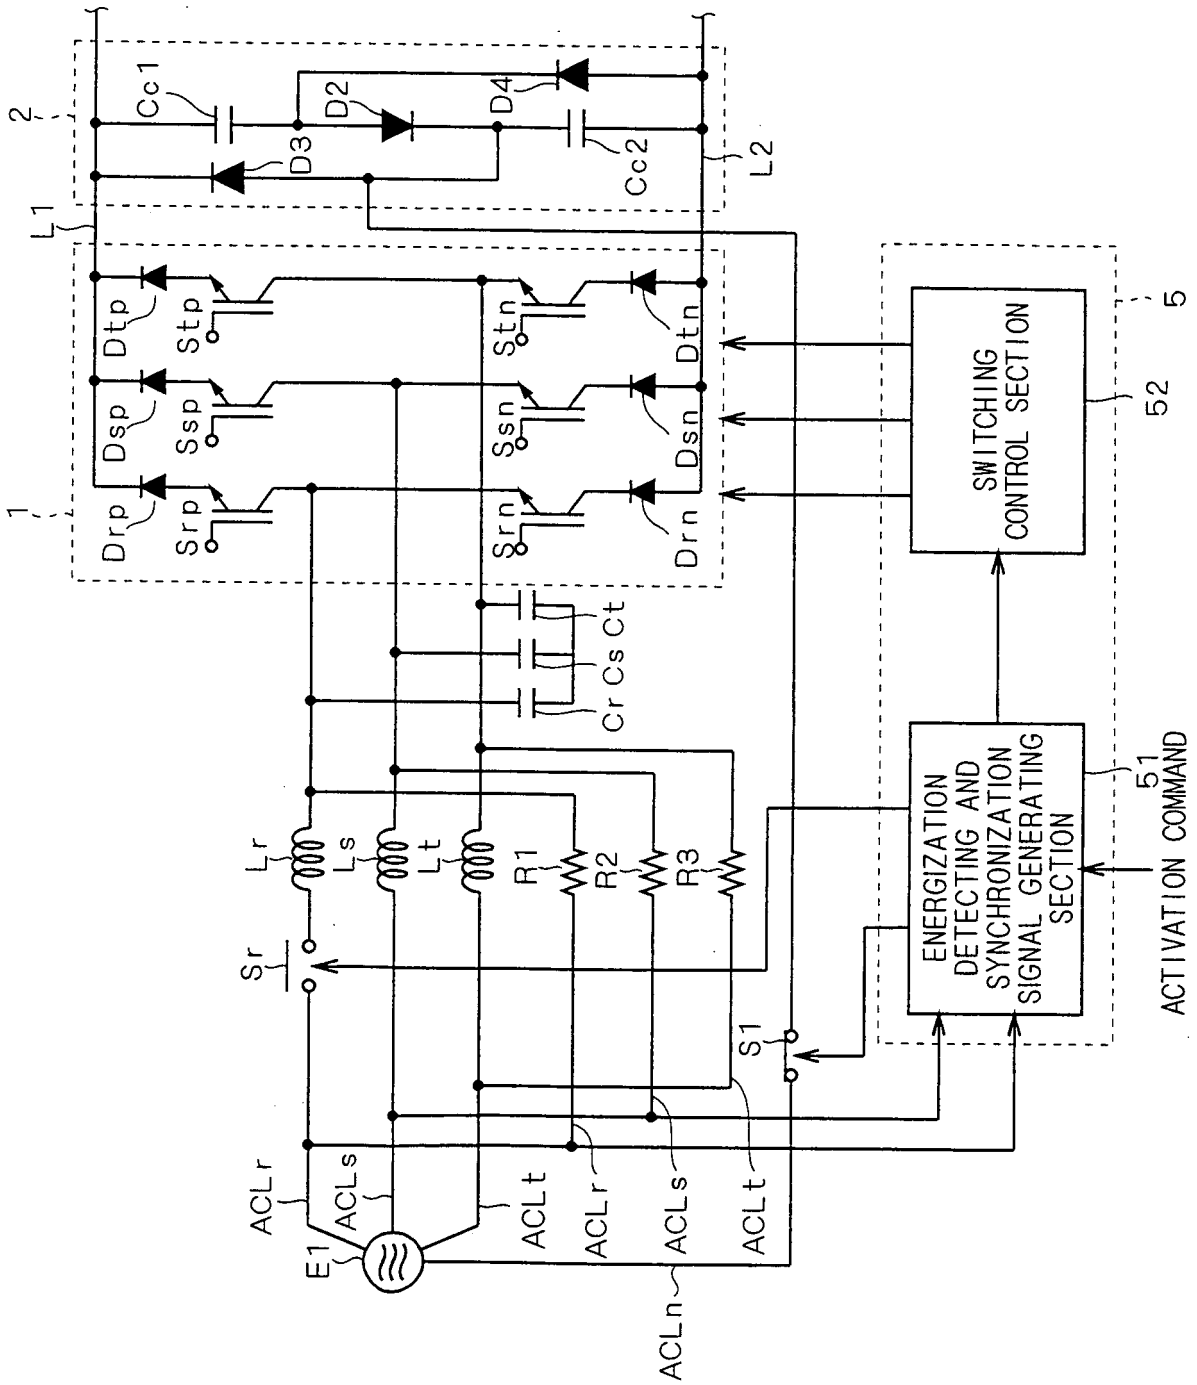 1
2
L1
Drp
Dsp
Dtp
Srp
Ssp
Stp
Srn
Ssn
Stn
Drn
Dsn
Dtn
D3
Cc1
D2
D4
Cc2
L2
E1
ACLr
ACLs
ACLt
ACLr
ACLs
ACLt
ACLn
Sr
Lr
Ls
Lt
R1
R2
R3
Cr
Cs
Ct
S1
ENERGIZATION
DETECTING AND
SYNCHRONIZATION
SIGNAL GENERATING
SECTION
51
SWITCHING
CONTROL SECTION
52
5
ACTIVATION COMMAND